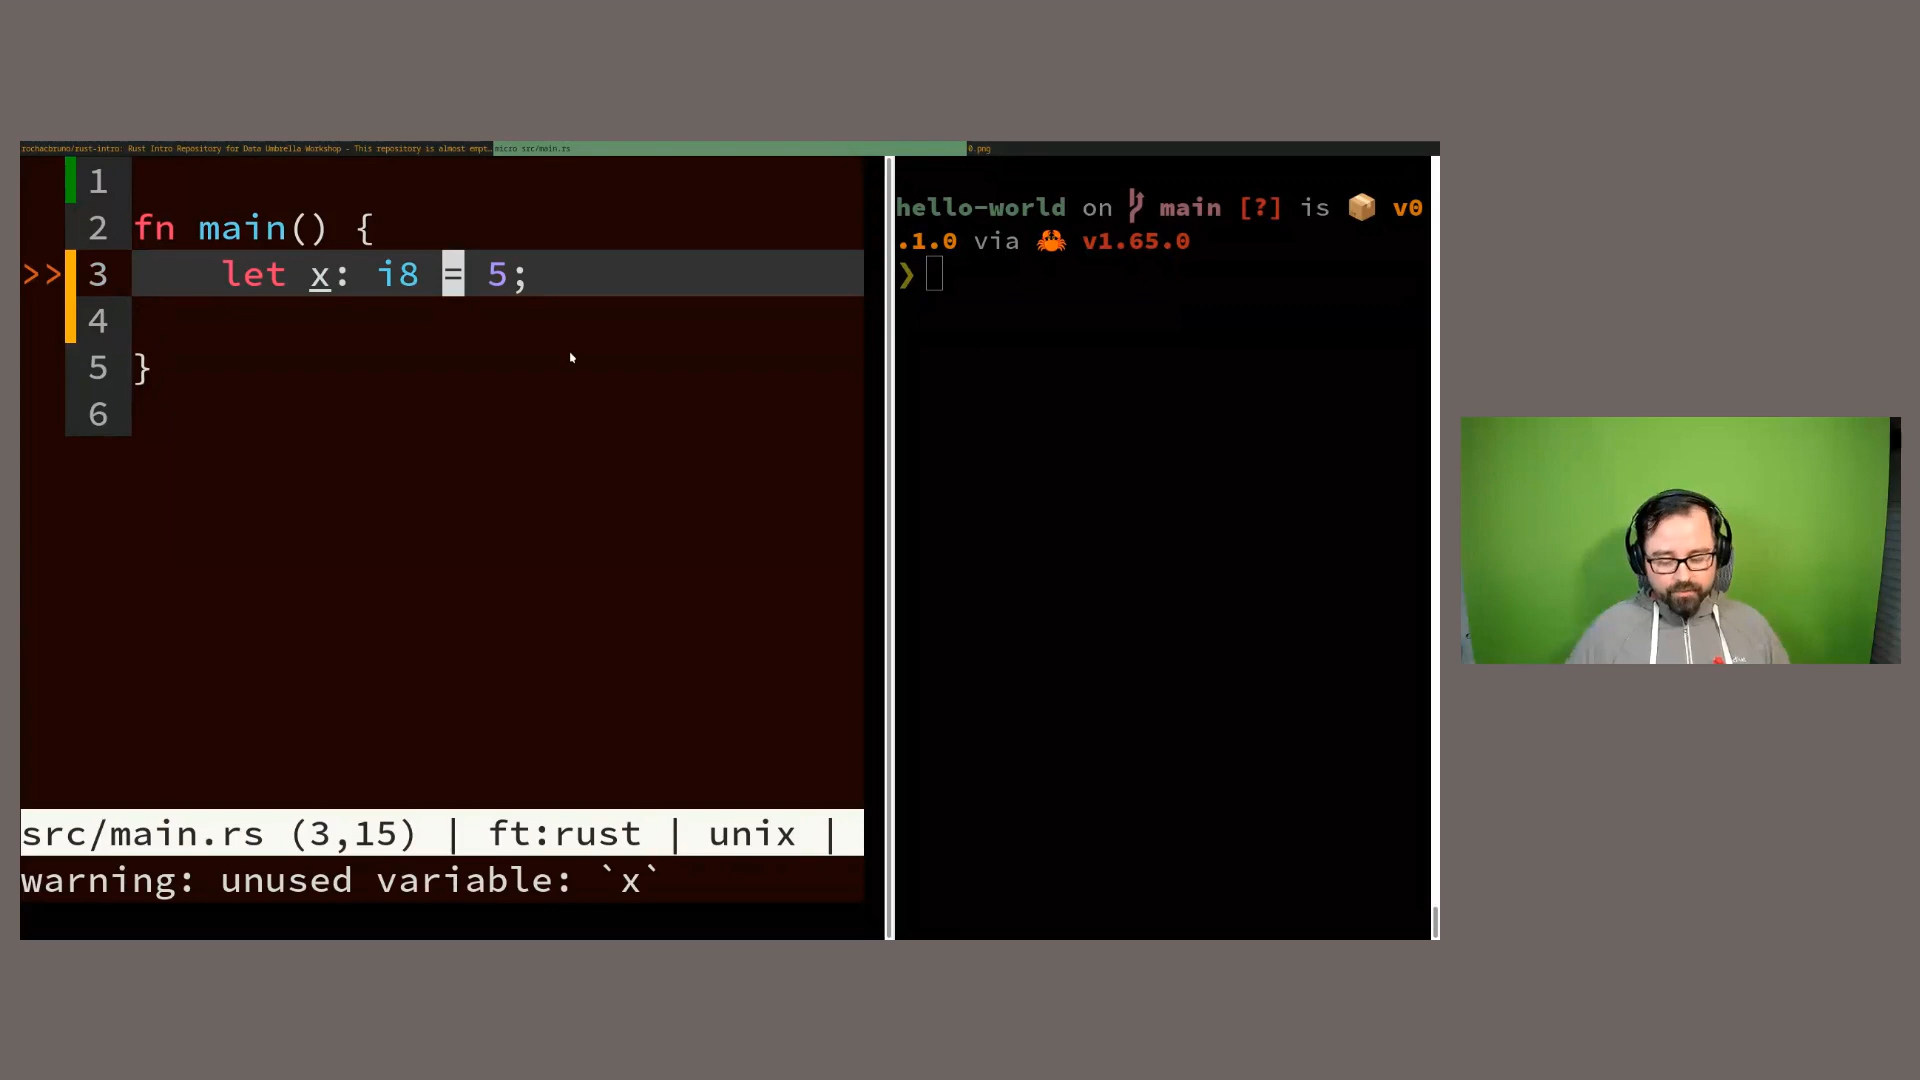 rochacbruno/rust-intro: Rust Intro Repository for Data Umbrella Workshop - This repository is almost empt… micro src/main.rs 0.png
1
2 fn main() {
>> 3 let x: i8 = 5;
4
5 }
6
src/main.rs (3,15) | ft:rust | unix |
warning: unused variable: `x`
hello-world on main [?] is 📦 v0
.1.0 via 🦀 v1.65.0
❯